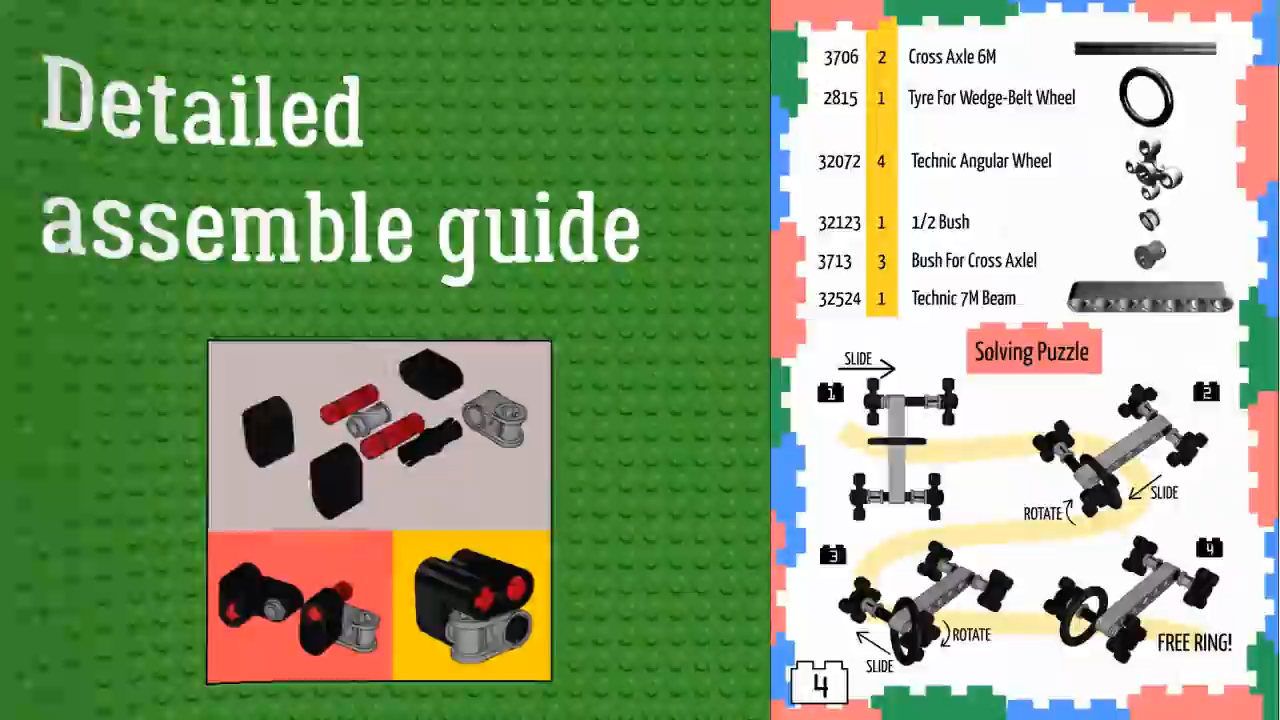 Detailed
assemble guide
3706 2 Cross Axle 6M
2815 1 Tyre For Wedge-Belt Wheel
32072 4 Technic Angular Wheel
32123 1 1/2 Bush
3713 3 Bush For Cross Axlel
32524 1 Technic 7M Beam
Solving Puzzle
SLIDE
1
2
SLIDE
ROTATE
3
4
ROTATE
SLIDE
FREE RING!
4